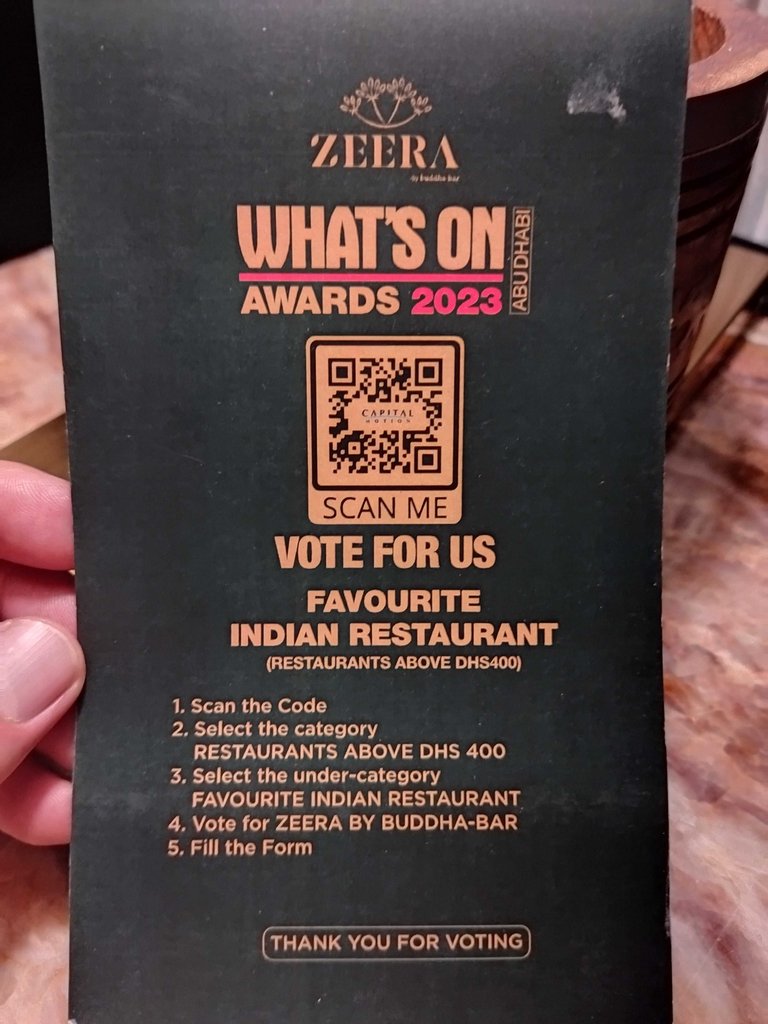 ZEERA
by buddha-bar
WHAT'S ON
ABU DHABI
AWARDS 2023
CAPITAL
MOTION
SCAN ME
VOTE FOR US
FAVOURITE
INDIAN RESTAURANT
(RESTAURANTS ABOVE DHS400)
1. Scan the Code
2. Select the category
RESTAURANTS ABOVE DHS 400
3. Select the under-category
FAVOURITE INDIAN RESTAURANT
4. Vote for ZEERA BY BUDDHA-BAR
5. Fill the Form
THANK YOU FOR VOTING